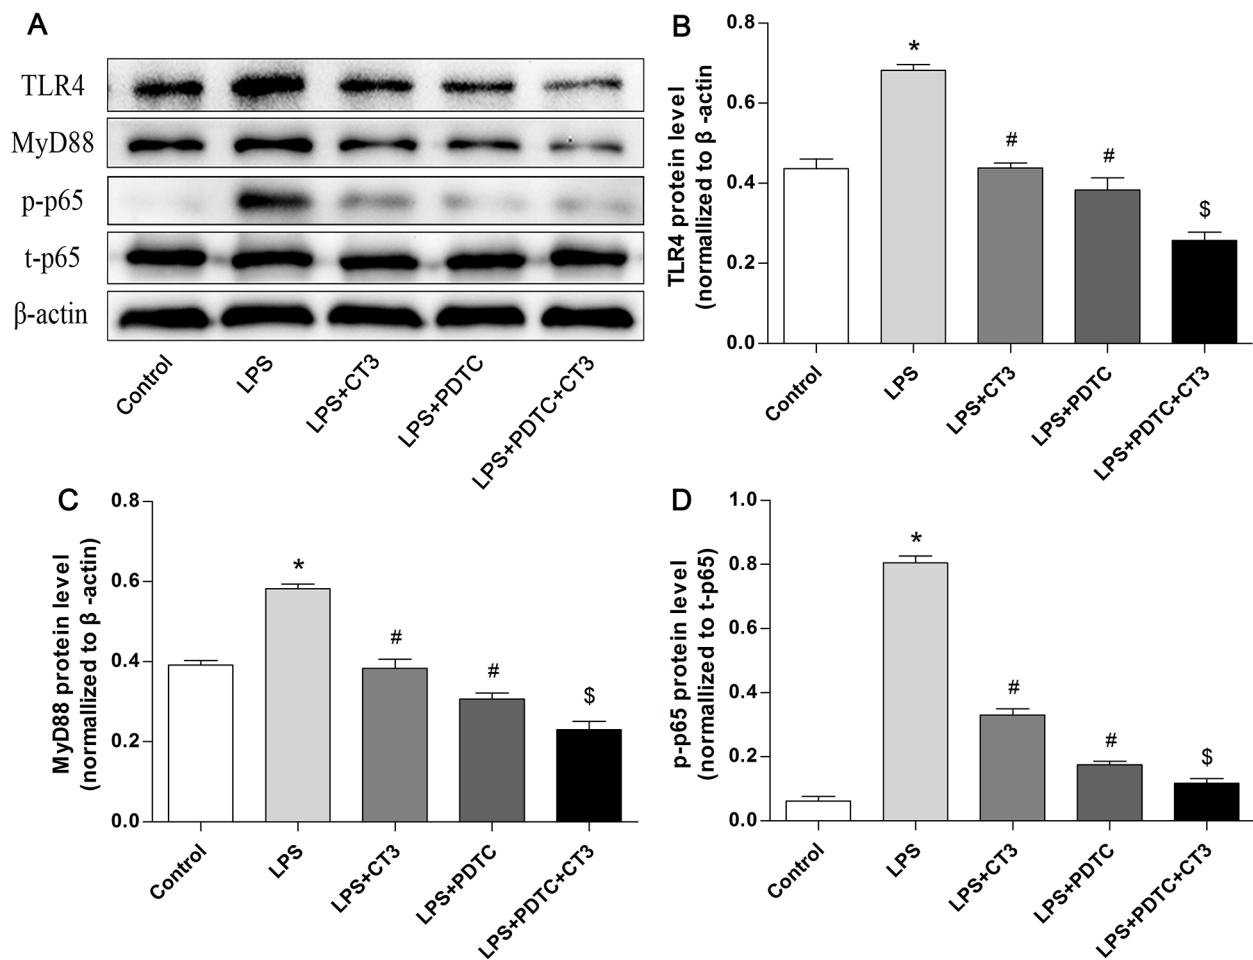 A
TLR4
MyD88
p-p65
t-p65
β-actin
Control
LPS
LPS+CT3
LPS+PDTC
LPS+PDTC+CT3
B
TLR4 protein level
(normallized to β -actin
0.8
0.6
0.4
0.2
0.0
*
#
#
$
Control
LPS
LPS+CT3
LPS+PDTC
LPS+PDTC+CT3
C
MyD88 protein level
(normallized to β -actin)
0.8
0.6
0.4
0.2
0.0
*
#
#
$
Control
LPS
LPS+CT3
LPS+PDTC
LPS+PDTC+CT3
D
p-p65 protein level
(normallized to t-p65)
1.0
0.8
0.6
0.4
0.2
0.0
*
#
#
$
Control
LPS
LPS+CT3
LPS+PDTC
LPS+PDTC+CT3